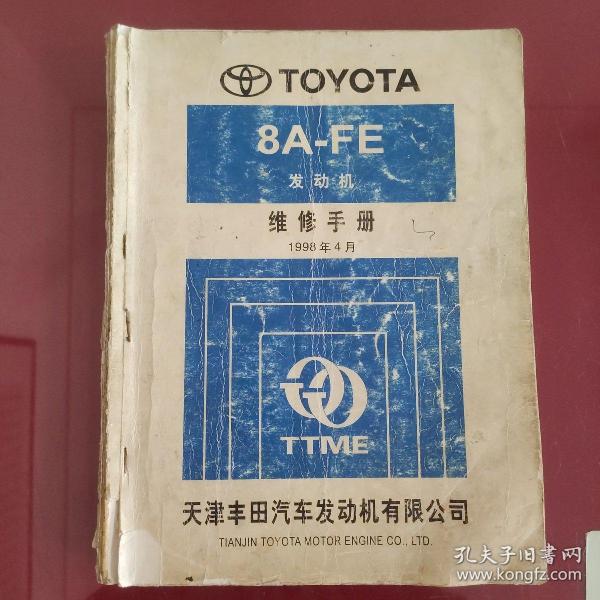 TOYOTA
8A-FE
发动机
维修手册
1998年4月
TTME
天津丰田汽车发动机有限公司
TIANJIN TOYOTA MOTOR ENGINE CO., LTD.
孔夫子旧书网
www.kongfz.com